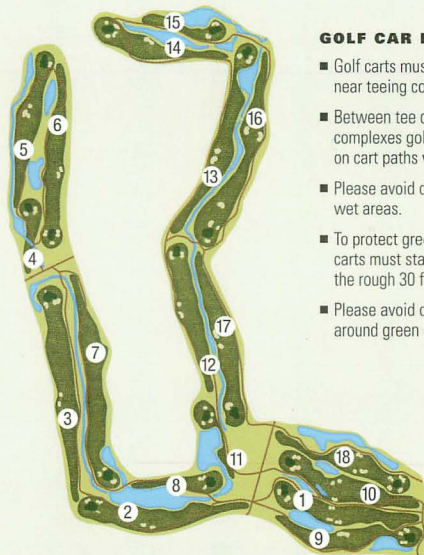 GOLF CAR
■ Golf carts mus
near teeing co
■ Between tee
complexes gol
on cart paths
■ Please avoid
wet areas.
■ To protect gree
carts must sta
the rough 30 f
■ Please avoid
around green
15
14
5
6
16
13
4
7
17
3
12
11
18
8
1
10
2
9